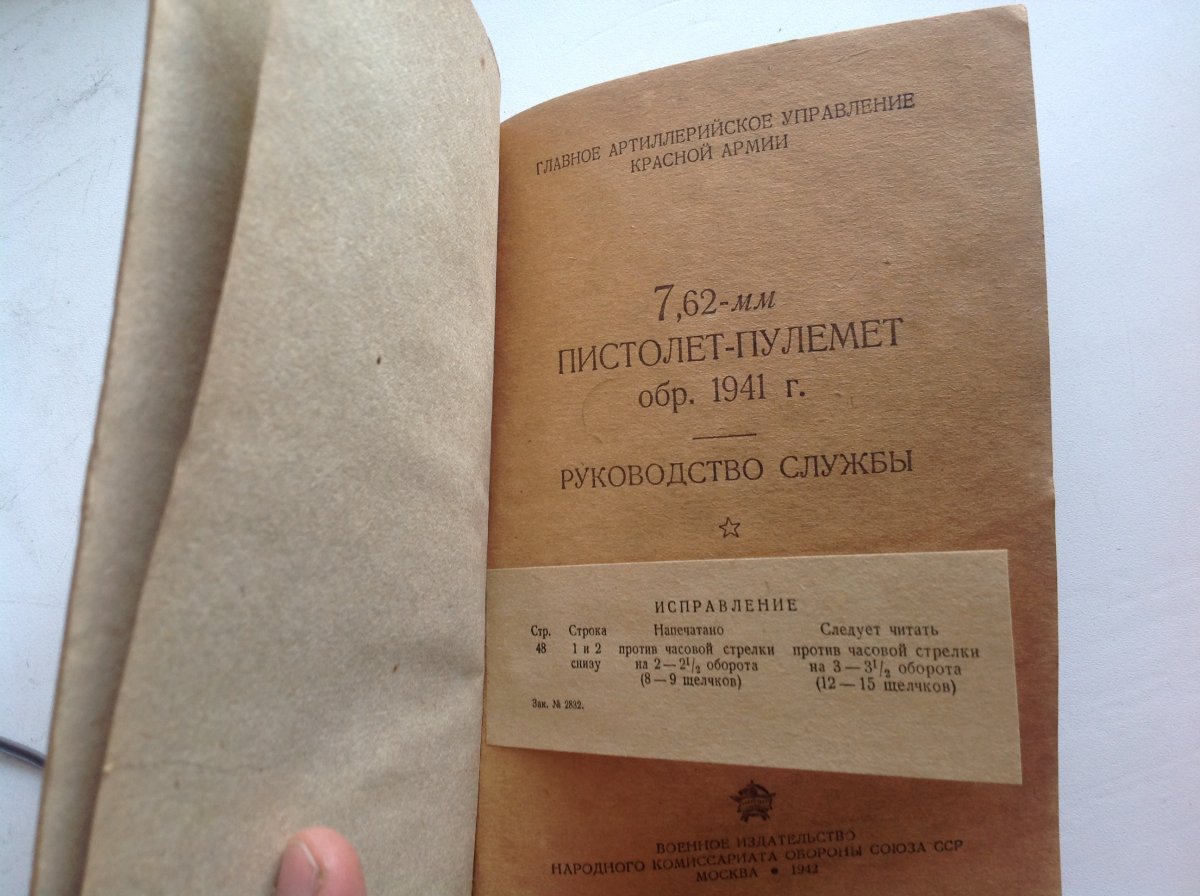 ГЛАВНОЕ АРТИЛЛЕРИЙСКОЕ УПРАВЛЕНИЕ
КРАСНОЙ АРМИИ
7,62-мм
ПИСТОЛЕТ-ПУЛЕМЕТ
обр. 1941 г.
РУКОВОДСТВО СЛУЖБЫ
ИСПРАВЛЕНИЕ
Стр. Строка Напечатано Следует читать
48 1 и 2 против часовой стрелки против часовой стрелки
снизу на 2—2¹/₂ оборота на 3—3¹/₂ оборота
(8—9 щелчков) (12—15 щелчков)
Зак. № 2832.
ВОЕННОЕ ИЗДАТЕЛЬСТВО
НАРОДНОГО КОМИССАРИАТА ОБОРОНЫ СОЮЗА ССР
МОСКВА • 1942